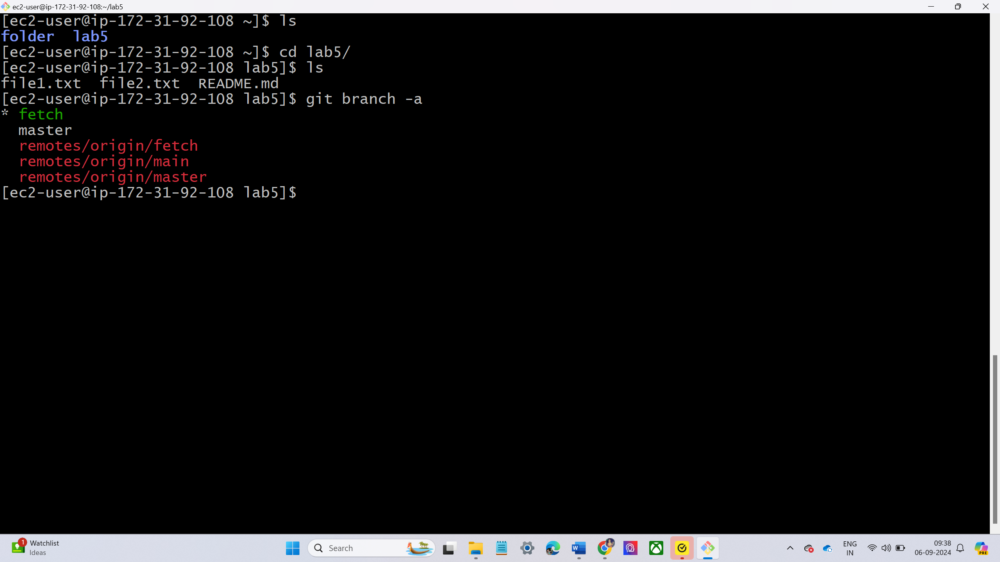 ec2-user@ip-172-31-92-108:~/lab5
[ec2-user@ip-172-31-92-108 ~]$ ls
folder  lab5
[ec2-user@ip-172-31-92-108 ~]$ cd lab5/
[ec2-user@ip-172-31-92-108 lab5]$ ls
file1.txt  file2.txt  README.md
[ec2-user@ip-172-31-92-108 lab5]$ git branch -a
* fetch
  master
  remotes/origin/fetch
  remotes/origin/main
  remotes/origin/master
[ec2-user@ip-172-31-92-108 lab5]$
1
Watchlist
Ideas
Search
W
ENG
IN
09:38
06-09-2024
PRE